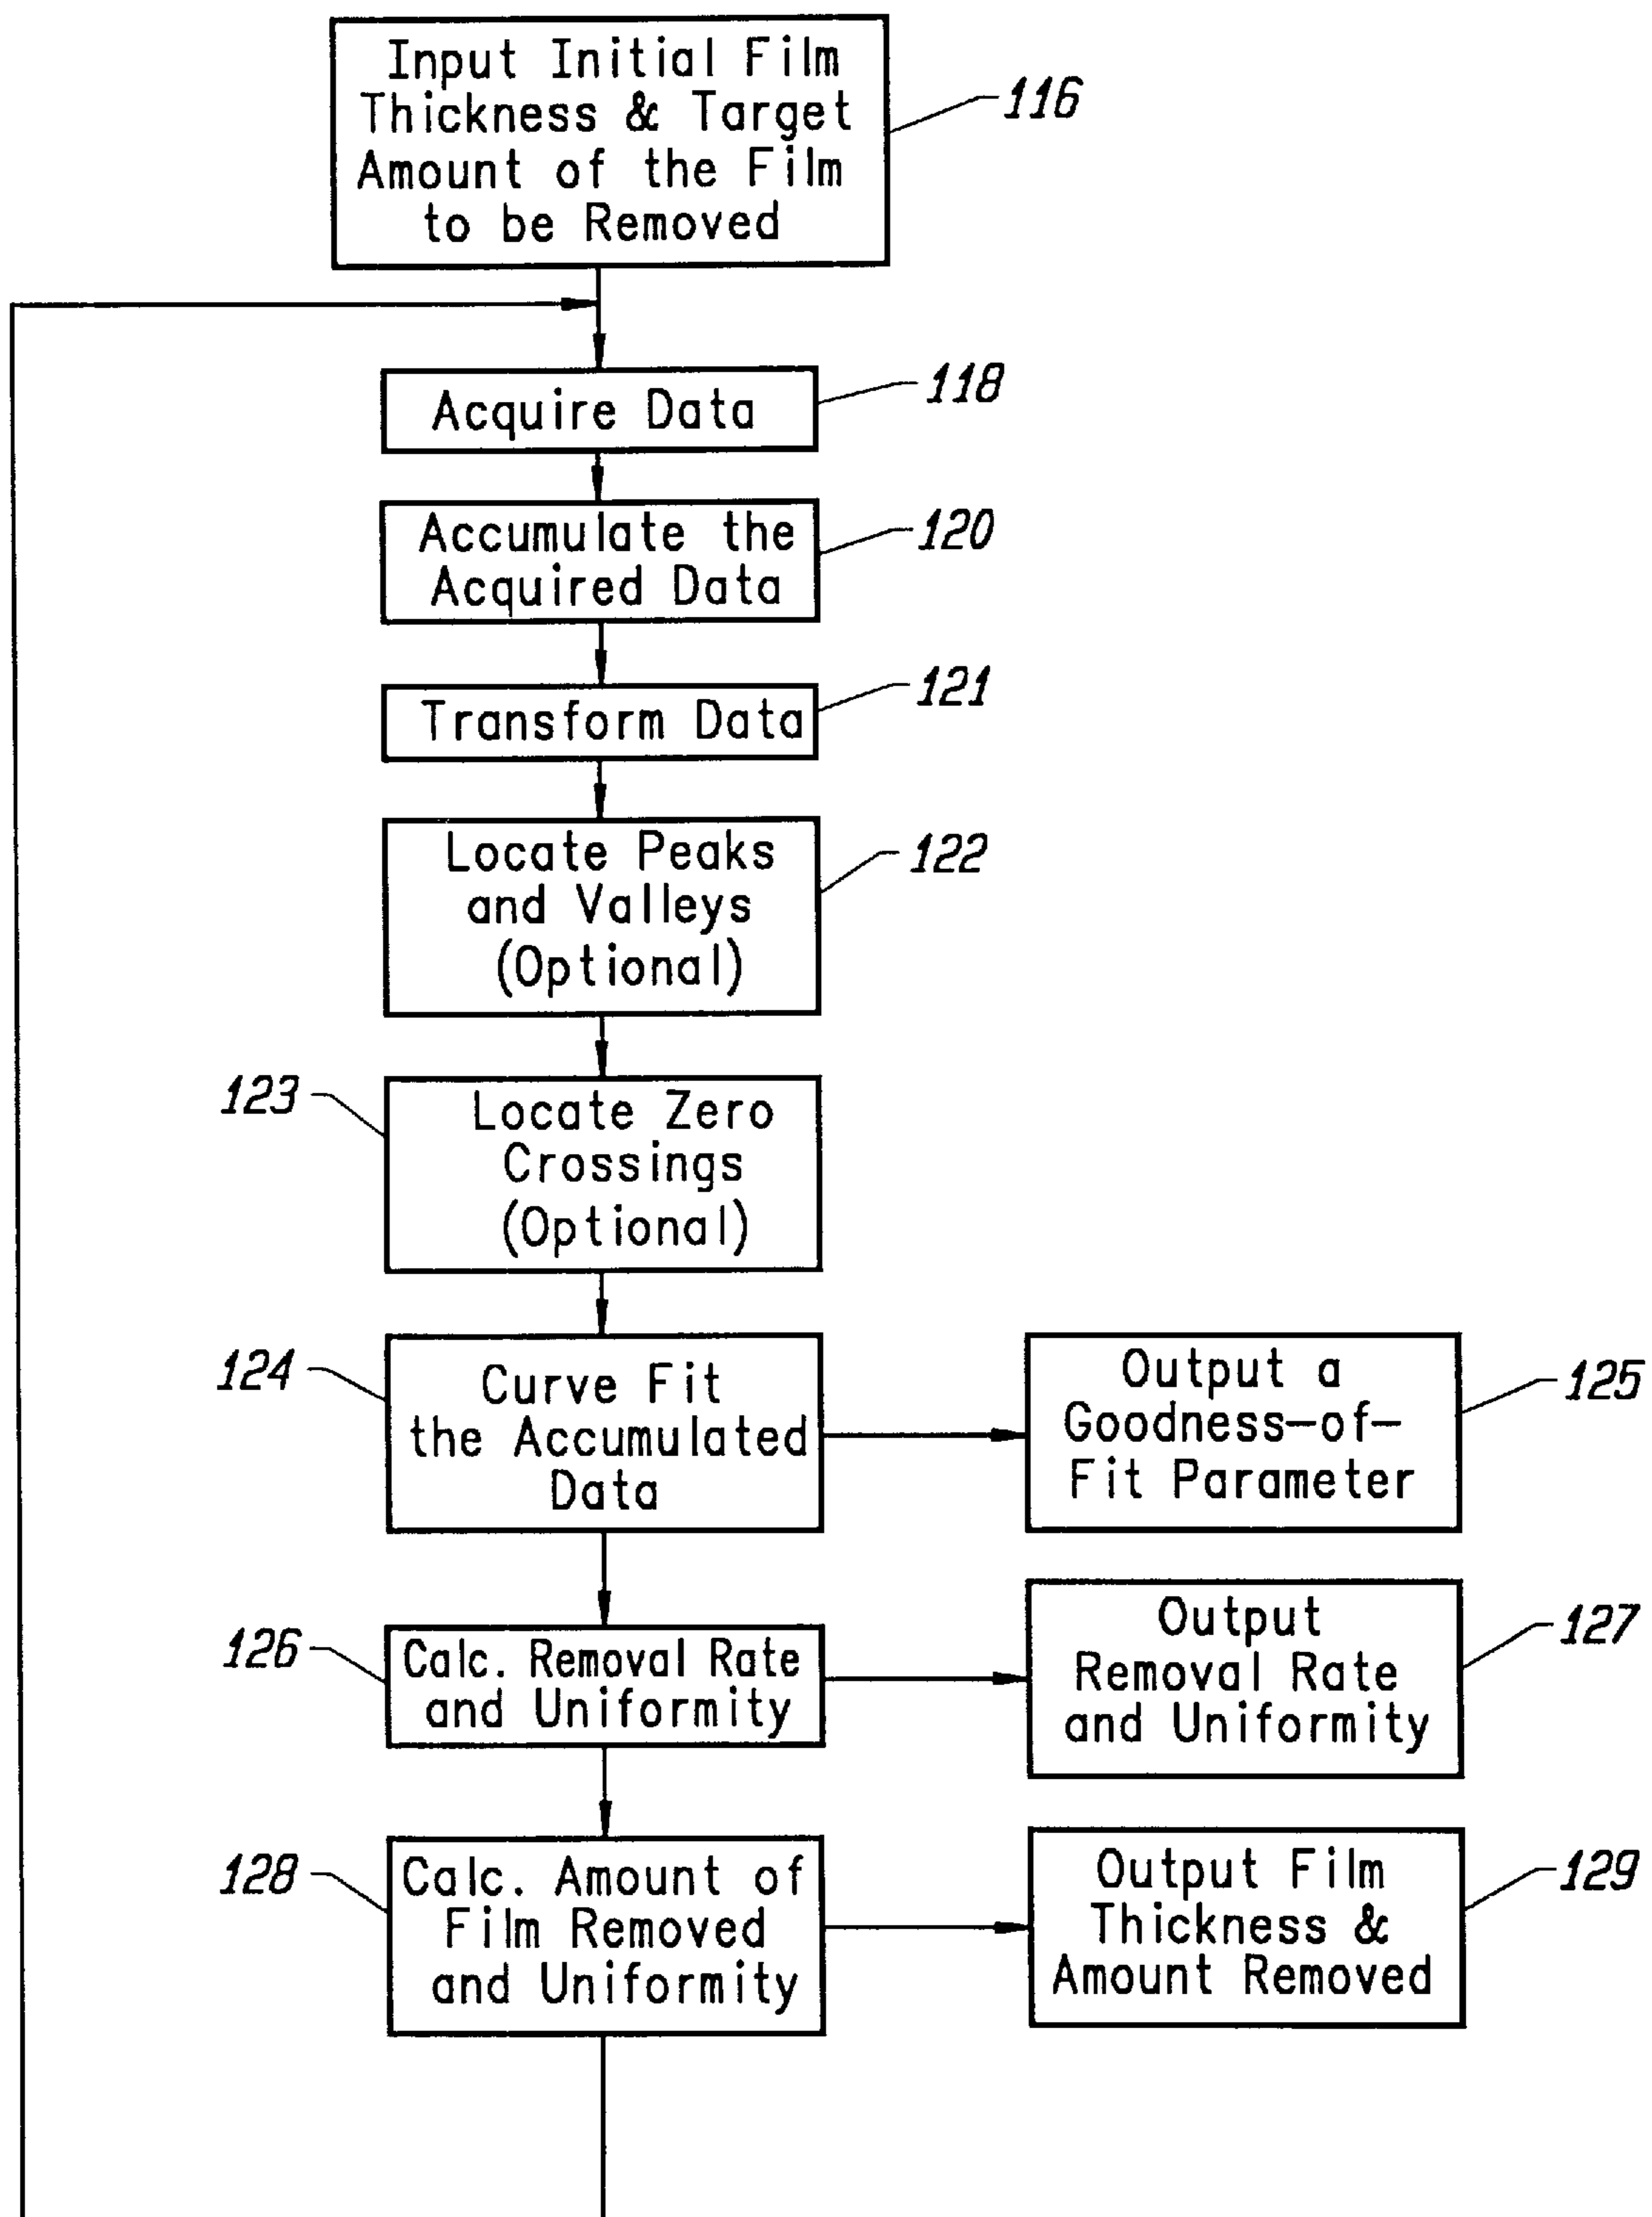 Input Initial Film
Thickness & Target
Amount of the Film
to be Removed
116
Acquire Data
118
Accumulate the
Acquired Data
120
Transform Data
121
Locate Peaks
and Valleys
(Optional)
122
123
Locate Zero
Crossings
(Optional)
124
Curve Fit
the Accumulated
Data
Output a
Goodness-of-
Fit Parameter
125
126
Calc. Removal Rate
and Uniformity
Output
Removal Rate
and Uniformity
127
128
Calc. Amount of
Film Removed
and Uniformity
Output Film
Thickness &
Amount Removed
129